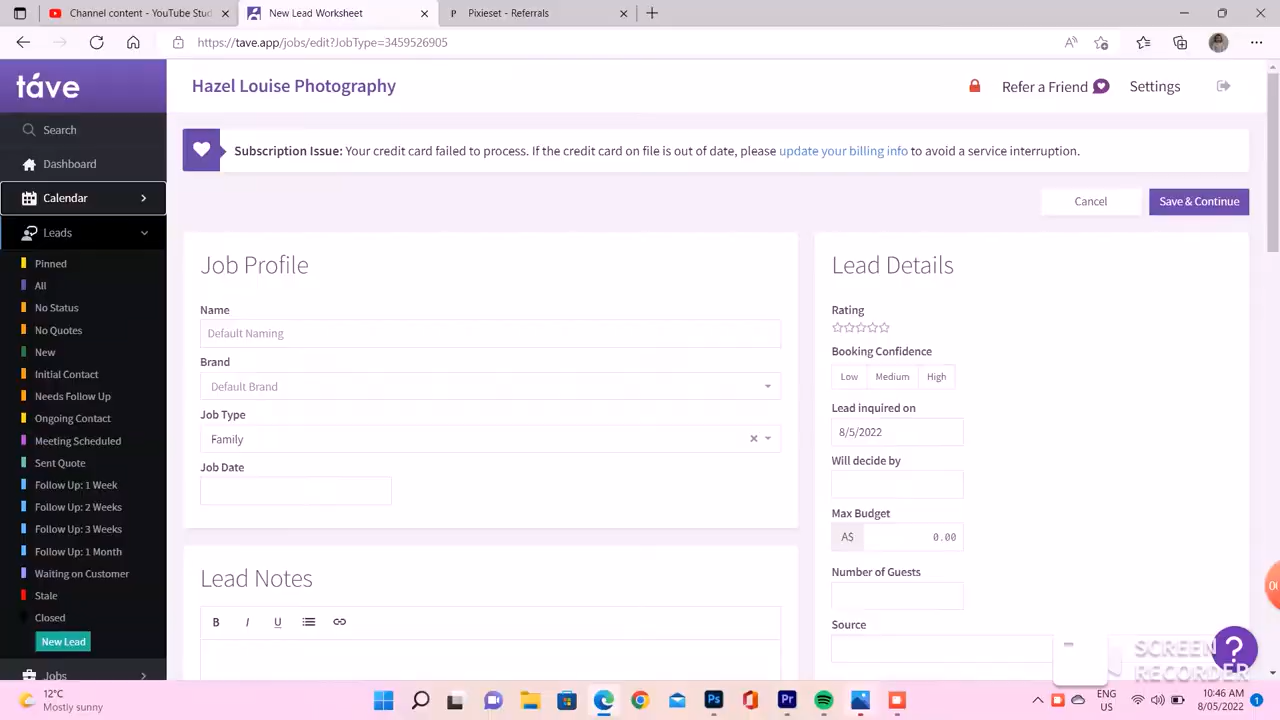 Channel content - YouTube Stud
New Lead Worksheet
Pixieset - Referrals
https://tave.app/jobs/edit?JobType=3459526905
táve
Hazel Louise Photography
Refer a Friend
Settings
Search
Dashboard
Calendar
Leads
Pinned
All
No Status
No Quotes
New
Initial Contact
Needs Follow Up
Ongoing Contact
Meeting Scheduled
Sent Quote
Follow Up: 1 Week
Follow Up: 2 Weeks
Follow Up: 3 Weeks
Follow Up: 1 Month
Waiting on Customer
Stale
Closed
New Lead
Jobs
Subscription Issue: Your credit card failed to process. If the credit card on file is out of date, please update your billing info to avoid a service interruption.
Cancel
Save & Continue
Job Profile
Name
Default Naming
Brand
Default Brand
Job Type
Family
Job Date
Lead Notes
B I U
Lead Details
Rating
Booking Confidence
Low Medium High
Lead inquired on
8/5/2022
Will decide by
Max Budget
A$ 0.00
Number of Guests
Source
SCREEN
RECORDER
12°C
Mostly sunny
ENG
US
10:46 AM
8/05/2022
1